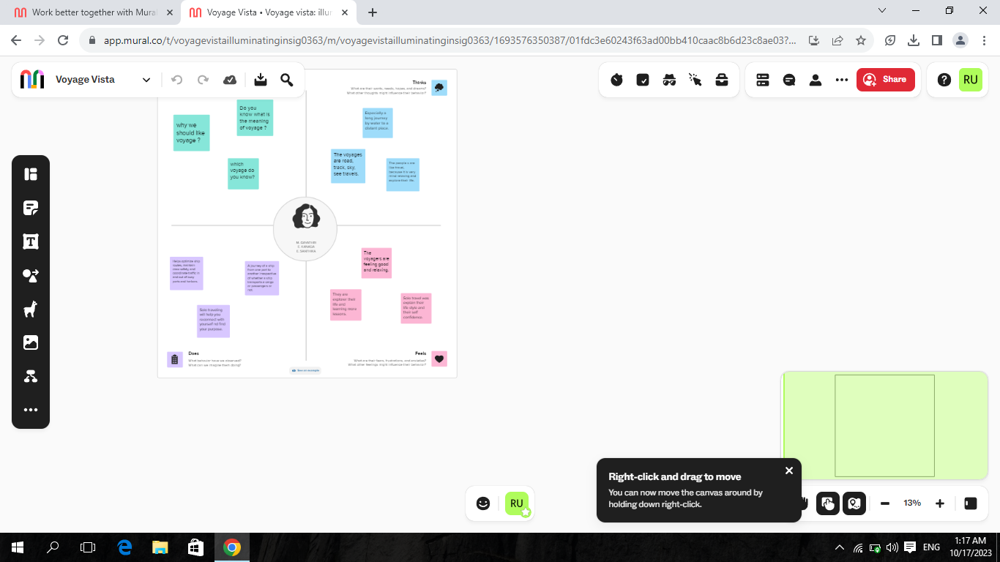 Work better together with Mural
Voyage Vista • Voyage vista: illur
app.mural.co/t/voyagevistailluminatinginsig0363/m/voyagevistailluminatinginsig0363/1693576350387/01fdc3e60243f63ad00bb410caac8b6d23c8ae03?...
Voyage Vista
Share
?
RU
Thinks
What are their wants, needs, hopes, and dreams?
What other thoughts might influence their behavior?
Do you
know what is
the meaning
of voyage ?
why we
should like
voyage ?
which
voyage do
you know?
Especially a
long journey
by water to a
distant place.
The voyages
are road,
track, sky,
see travels.
The people's are
like travel,
because it is very
mind relaxing and
explore their life.
The
voyagers are
feeling good
and relaxing.
They are
explorer their
life and
learning more
lessons.
Solo travel was
explain their
life style and
their self
confidence.
Helps optimize ship
routes, maintain
crew safety, and
coordinate traffic in
and out of busy
ports and harbors.
A journey of a ship
from one port to
another irrespective
of whether a ship
transports a cargo
or passengers or
not.
Solo traveling
will help you
reconnect with
yourself nd find
your purpose.
Does
What behavior have we observed?
What can we imagine them doing?
Feels
What are their fears, frustrations, and anxieties?
What other feelings might influence their behavior?
See an example
Right-click and drag to move
You can now move the canvas around by
holding down right-click.
RU
13%
ENG
1:17 AM
10/17/2023